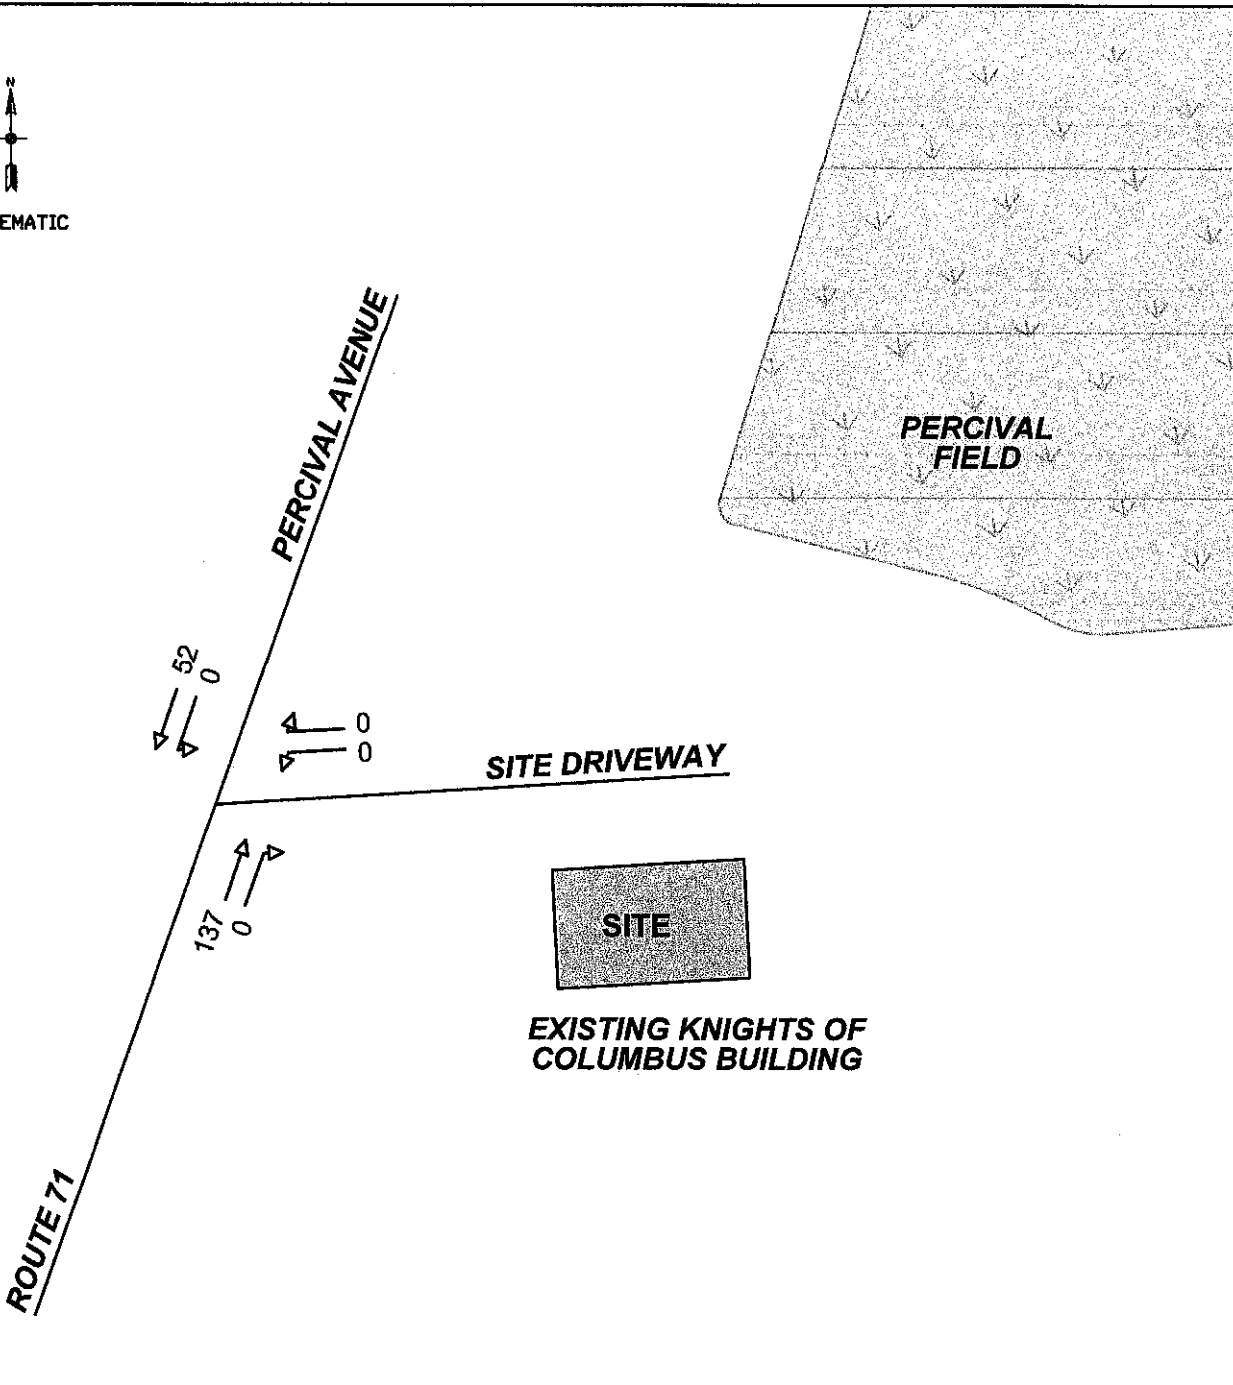 N
EMATIC
PERCIVAL AVENUE
PERCIVAL
FIELD
52
0
0
0
SITE DRIVEWAY
137
0
SITE
EXISTING KNIGHTS OF
COLUMBUS BUILDING
ROUTE 71